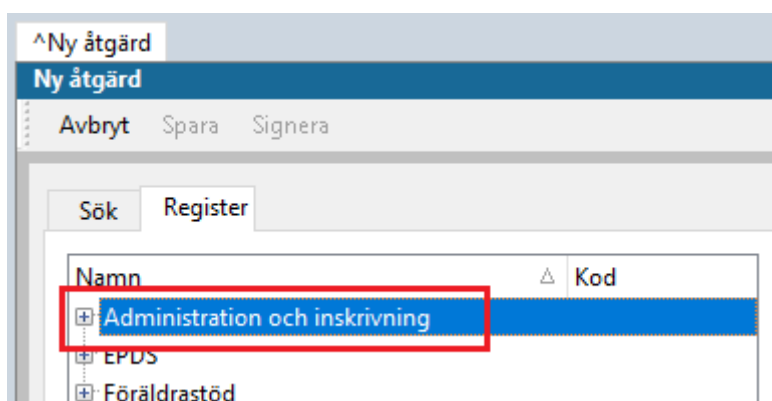 ^Ny åtgärd
Ny åtgärd
Avbryt Spara Signera
Sök Register
Namn Kod
Administration och inskrivning
EPDS
Föräldrastöd